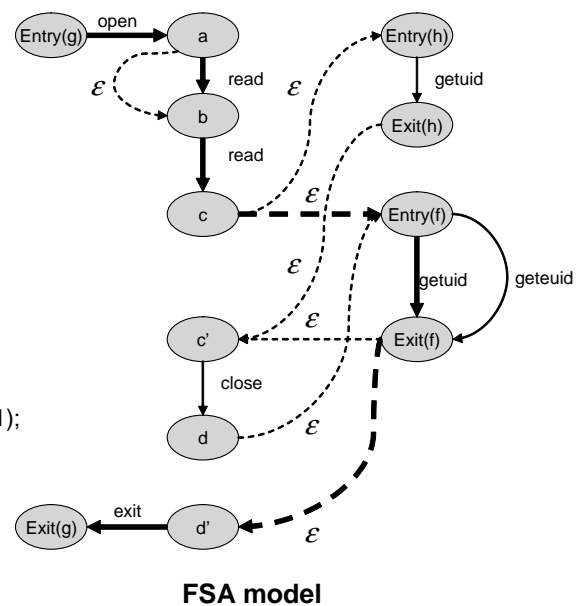 open
Entry(g)
a
Entry(h)
ε
read
ε
getuid
b
Exit(h)
read
c
ε
Entry(f)
ε
getuid
geteuid
c'
ε
Exit(f)
close
l);
d
ε
exit
Exit(g)
d'
ε
FSA model